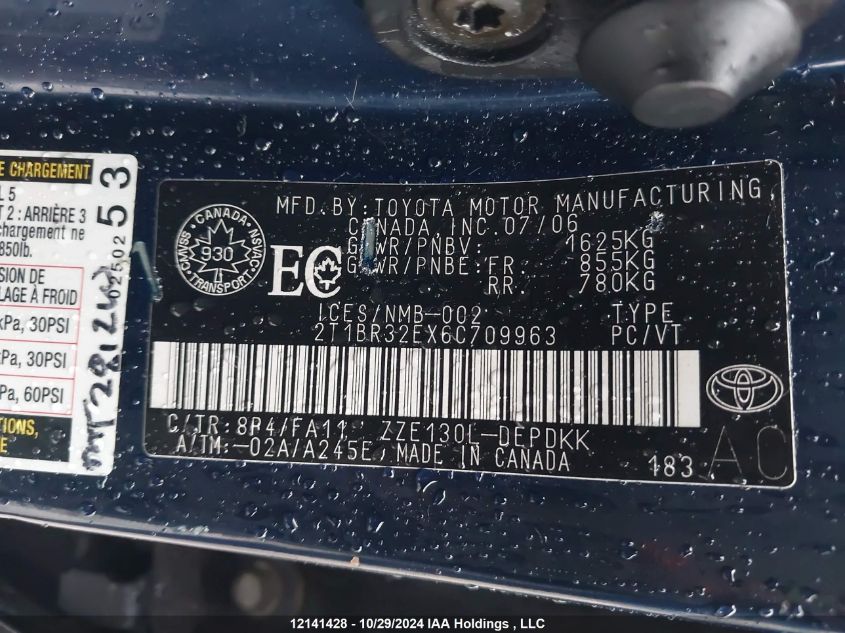 E CHARGEMENT
L 5
T 2 : ARRIÈRE 3
chargement ne
850lb.
SION DE
LAGE À FROID
kPa, 30PSI
kPa, 30PSI
Pa, 60PSI
TIONS,
E
0250253
CANADA
930
TRANSPORT
EC
MFD. BY: TOYOTA MOTOR MANUFACTURING,
CANADA, INC. 07/06
GVWR/PNBV: 1625KG
GAWR/PNBE: FR. 855KG
RR. 780KG
ICES/NMB-002 TYPE
2T1BR32EX6C709963 PC/VT
C/TR: 8R4/FA11 ZZE130L-DEPDKK
A/TM: -02A/A245E, MADE IN CANADA
183 AC
12141428 - 10/29/2024 IAA Holdings , LLC